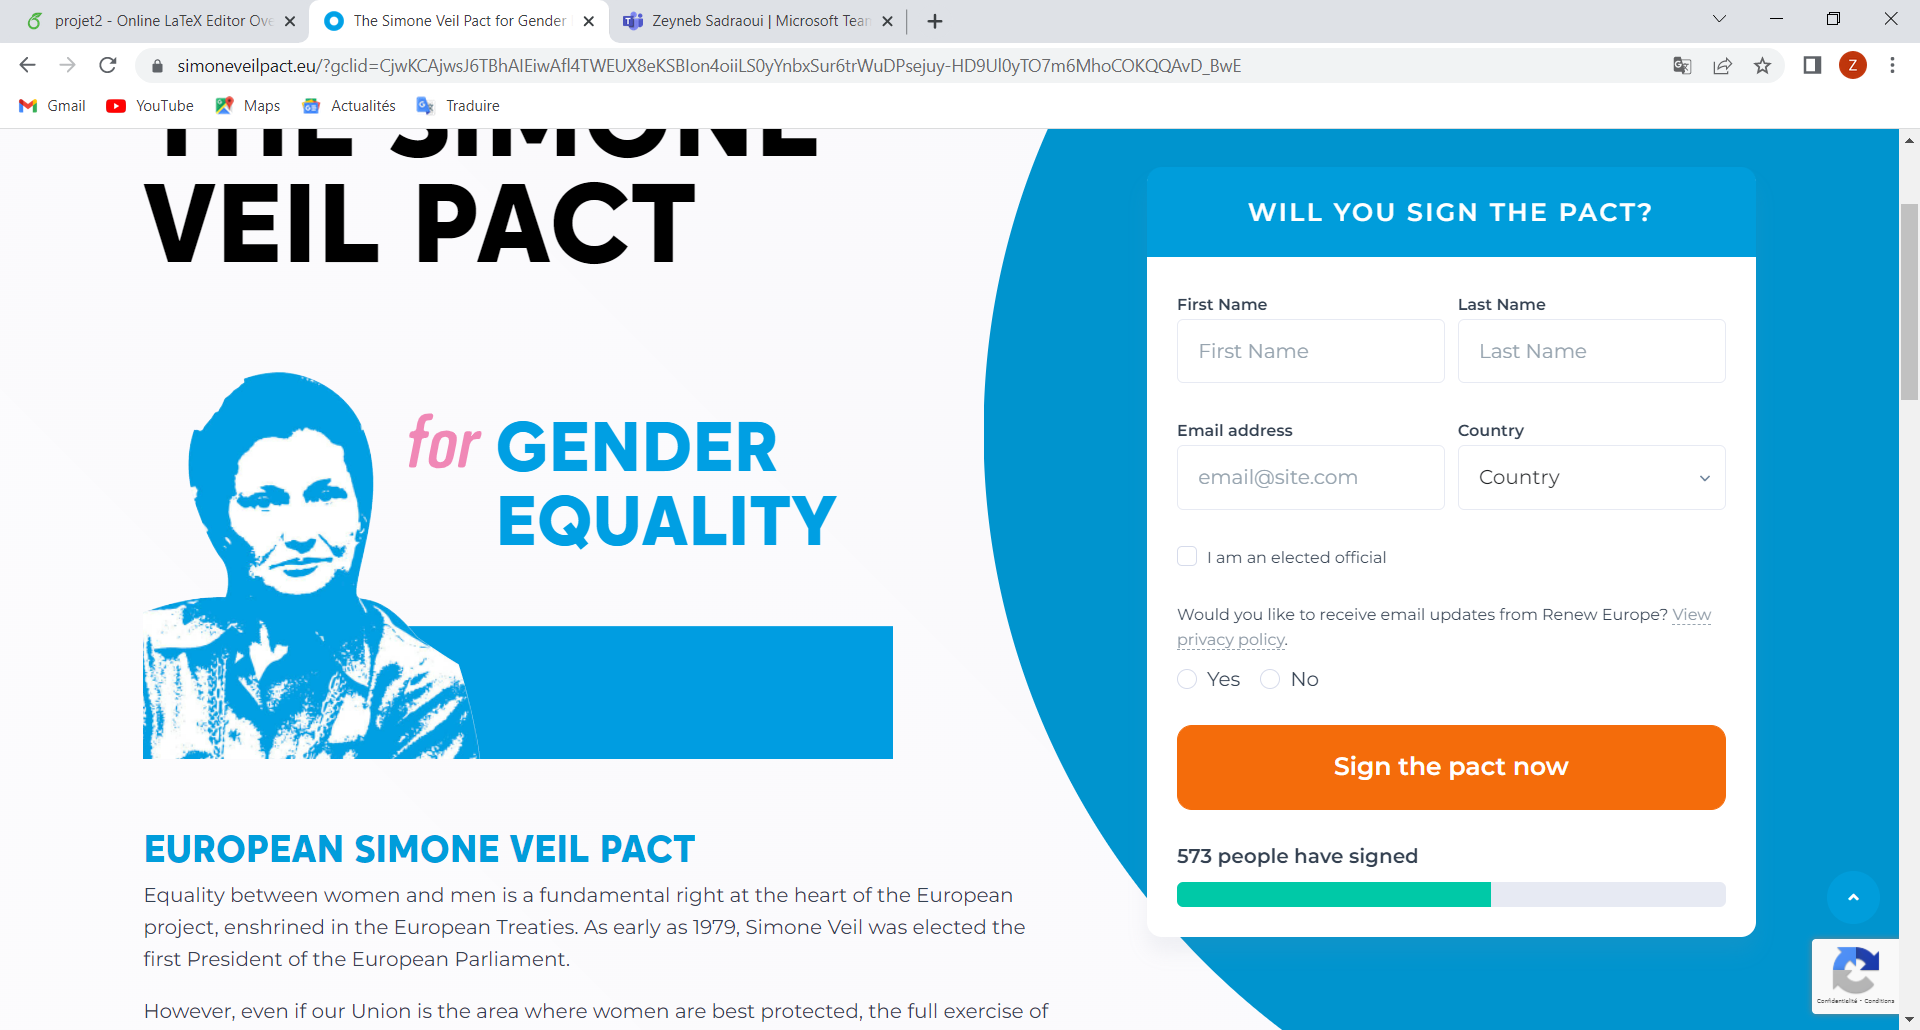 projet2 - Online LaTeX Editor Ove
The Simone Veil Pact for Gender
Zeyneb Sadraoui | Microsoft Team
simoneveilpact.eu/?gclid=CjwKCAjwsJ6TBhAIEiwAfl4TWEUX8eKSBIon4oiiLS0yYnbxSur6trWuDPsejuy-HD9Ul0yTO7m6MhoCOKQQAvD_BwE
Z
Gmail
YouTube
Maps
Actualités
Traduire
THE SIMONE
VEIL PACT
for GENDER
EQUALITY
EUROPEAN SIMONE VEIL PACT
Equality between women and men is a fundamental right at the heart of the European
project, enshrined in the European Treaties. As early as 1979, Simone Veil was elected the
first President of the European Parliament.
However, even if our Union is the area where women are best protected, the full exercise of
WILL YOU SIGN THE PACT?
First Name
Last Name
First Name
Last Name
Email address
Country
email@site.com
Country
I am an elected official
Would you like to receive email updates from Renew Europe? View
privacy policy.
Yes
No
Sign the pact now
573 people have signed
Confidentialité - Conditions